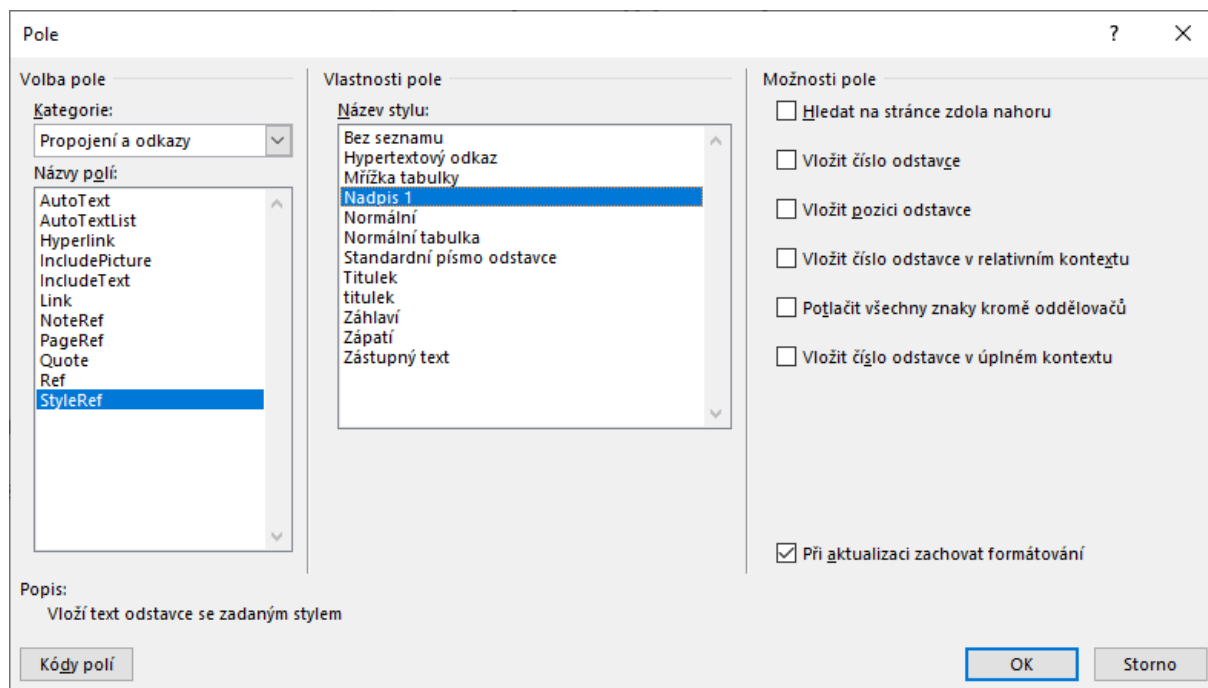 Pole
?
Volba pole
Kategorie:
Propojení a odkazy
Názvy polí:
AutoText
AutoTextList
Hyperlink
IncludePicture
IncludeText
Link
NoteRef
PageRef
Quote
Ref
StyleRef
Vlastnosti pole
Název stylu:
Bez seznamu
Hypertextový odkaz
Mřížka tabulky
Nadpis 1
Normální
Normální tabulka
Standardní písmo odstavce
Titulek
titulek
Záhlaví
Zápatí
Zástupný text
Možnosti pole
Hledat na stránce zdola nahoru
Vložit číslo odstavce
Vložit pozici odstavce
Vložit číslo odstavce v relativním kontextu
Potlačit všechny znaky kromě oddělovačů
Vložit číslo odstavce v úplném kontextu
Při aktualizaci zachovat formátování
Popis:
Vloží text odstavce se zadaným stylem
Kódy polí
OK
Storno